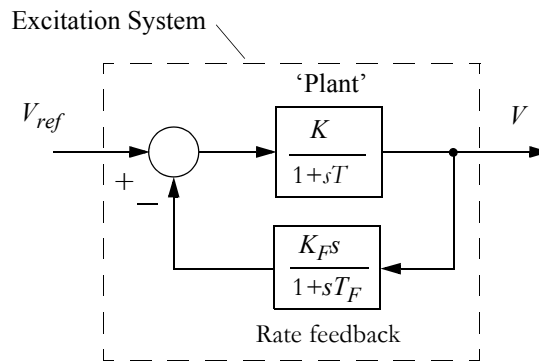 Excitation System
‘Plant’
V_ref
K
1+sT
V
+
−
K_F s
1+sT_F
Rate feedback